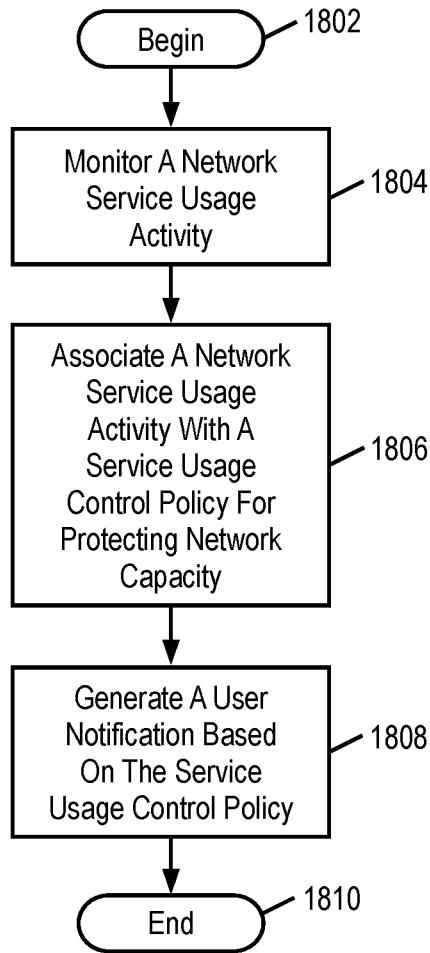 Begin
1802
Monitor A Network
Service Usage
Activity
1804
Associate A Network
Service Usage
Activity With A
Service Usage
Control Policy For
Protecting Network
Capacity
1806
Generate A User
Notification Based
On The Service
Usage Control Policy
1808
End
1810